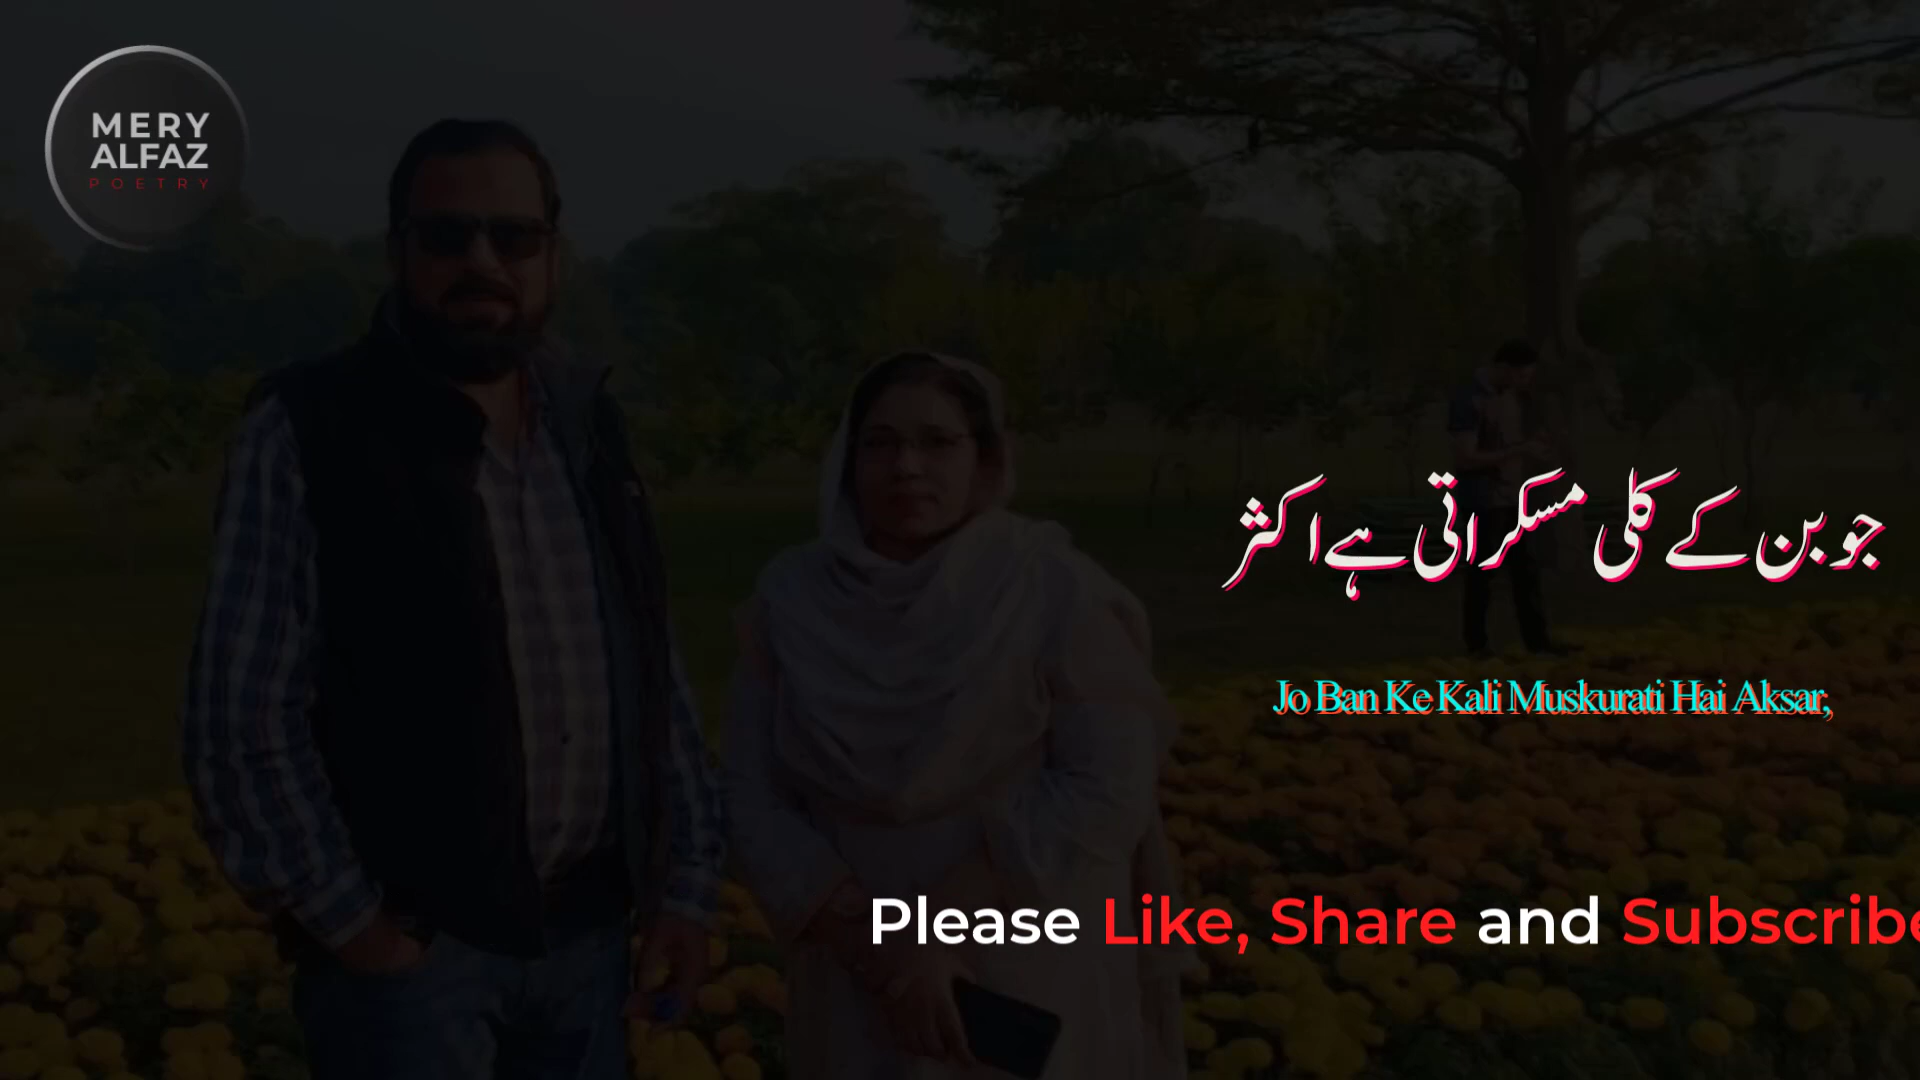 MERY
ALFAZ
POETRY
جو بن کے کلی مسکراتی ہے اکثر
Jo Ban Ke Kali Muskurati Hai Aksar,
Please Like, Share and Subscribe